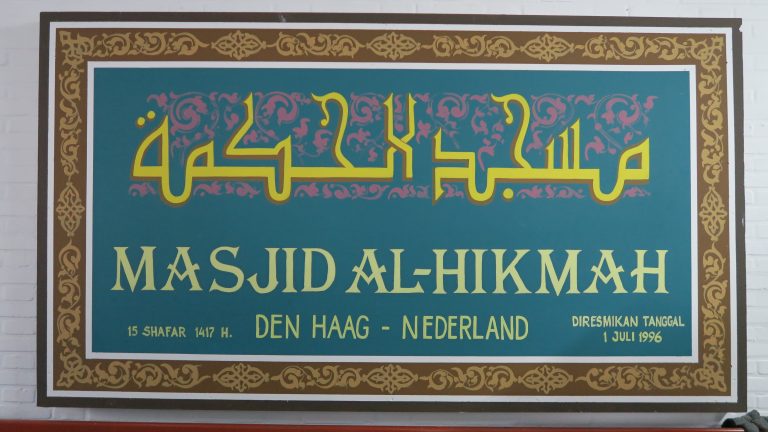 مسجد الحكمة
MASJID AL-HIKMAH
15 SHAFAR 1417 H. DEN HAAG - NEDERLAND DIRESMIKAN TANGGAL
1 JULI 1996